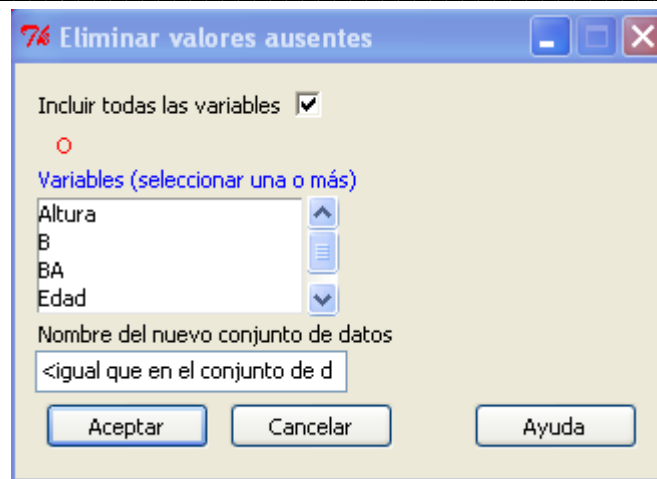 Eliminar valores ausentes
Incluir todas las variables
O
Variables (seleccionar una o más)
Altura
B
BA
Edad
Nombre del nuevo conjunto de datos
<igual que en el conjunto de d
Aceptar Cancelar Ayuda